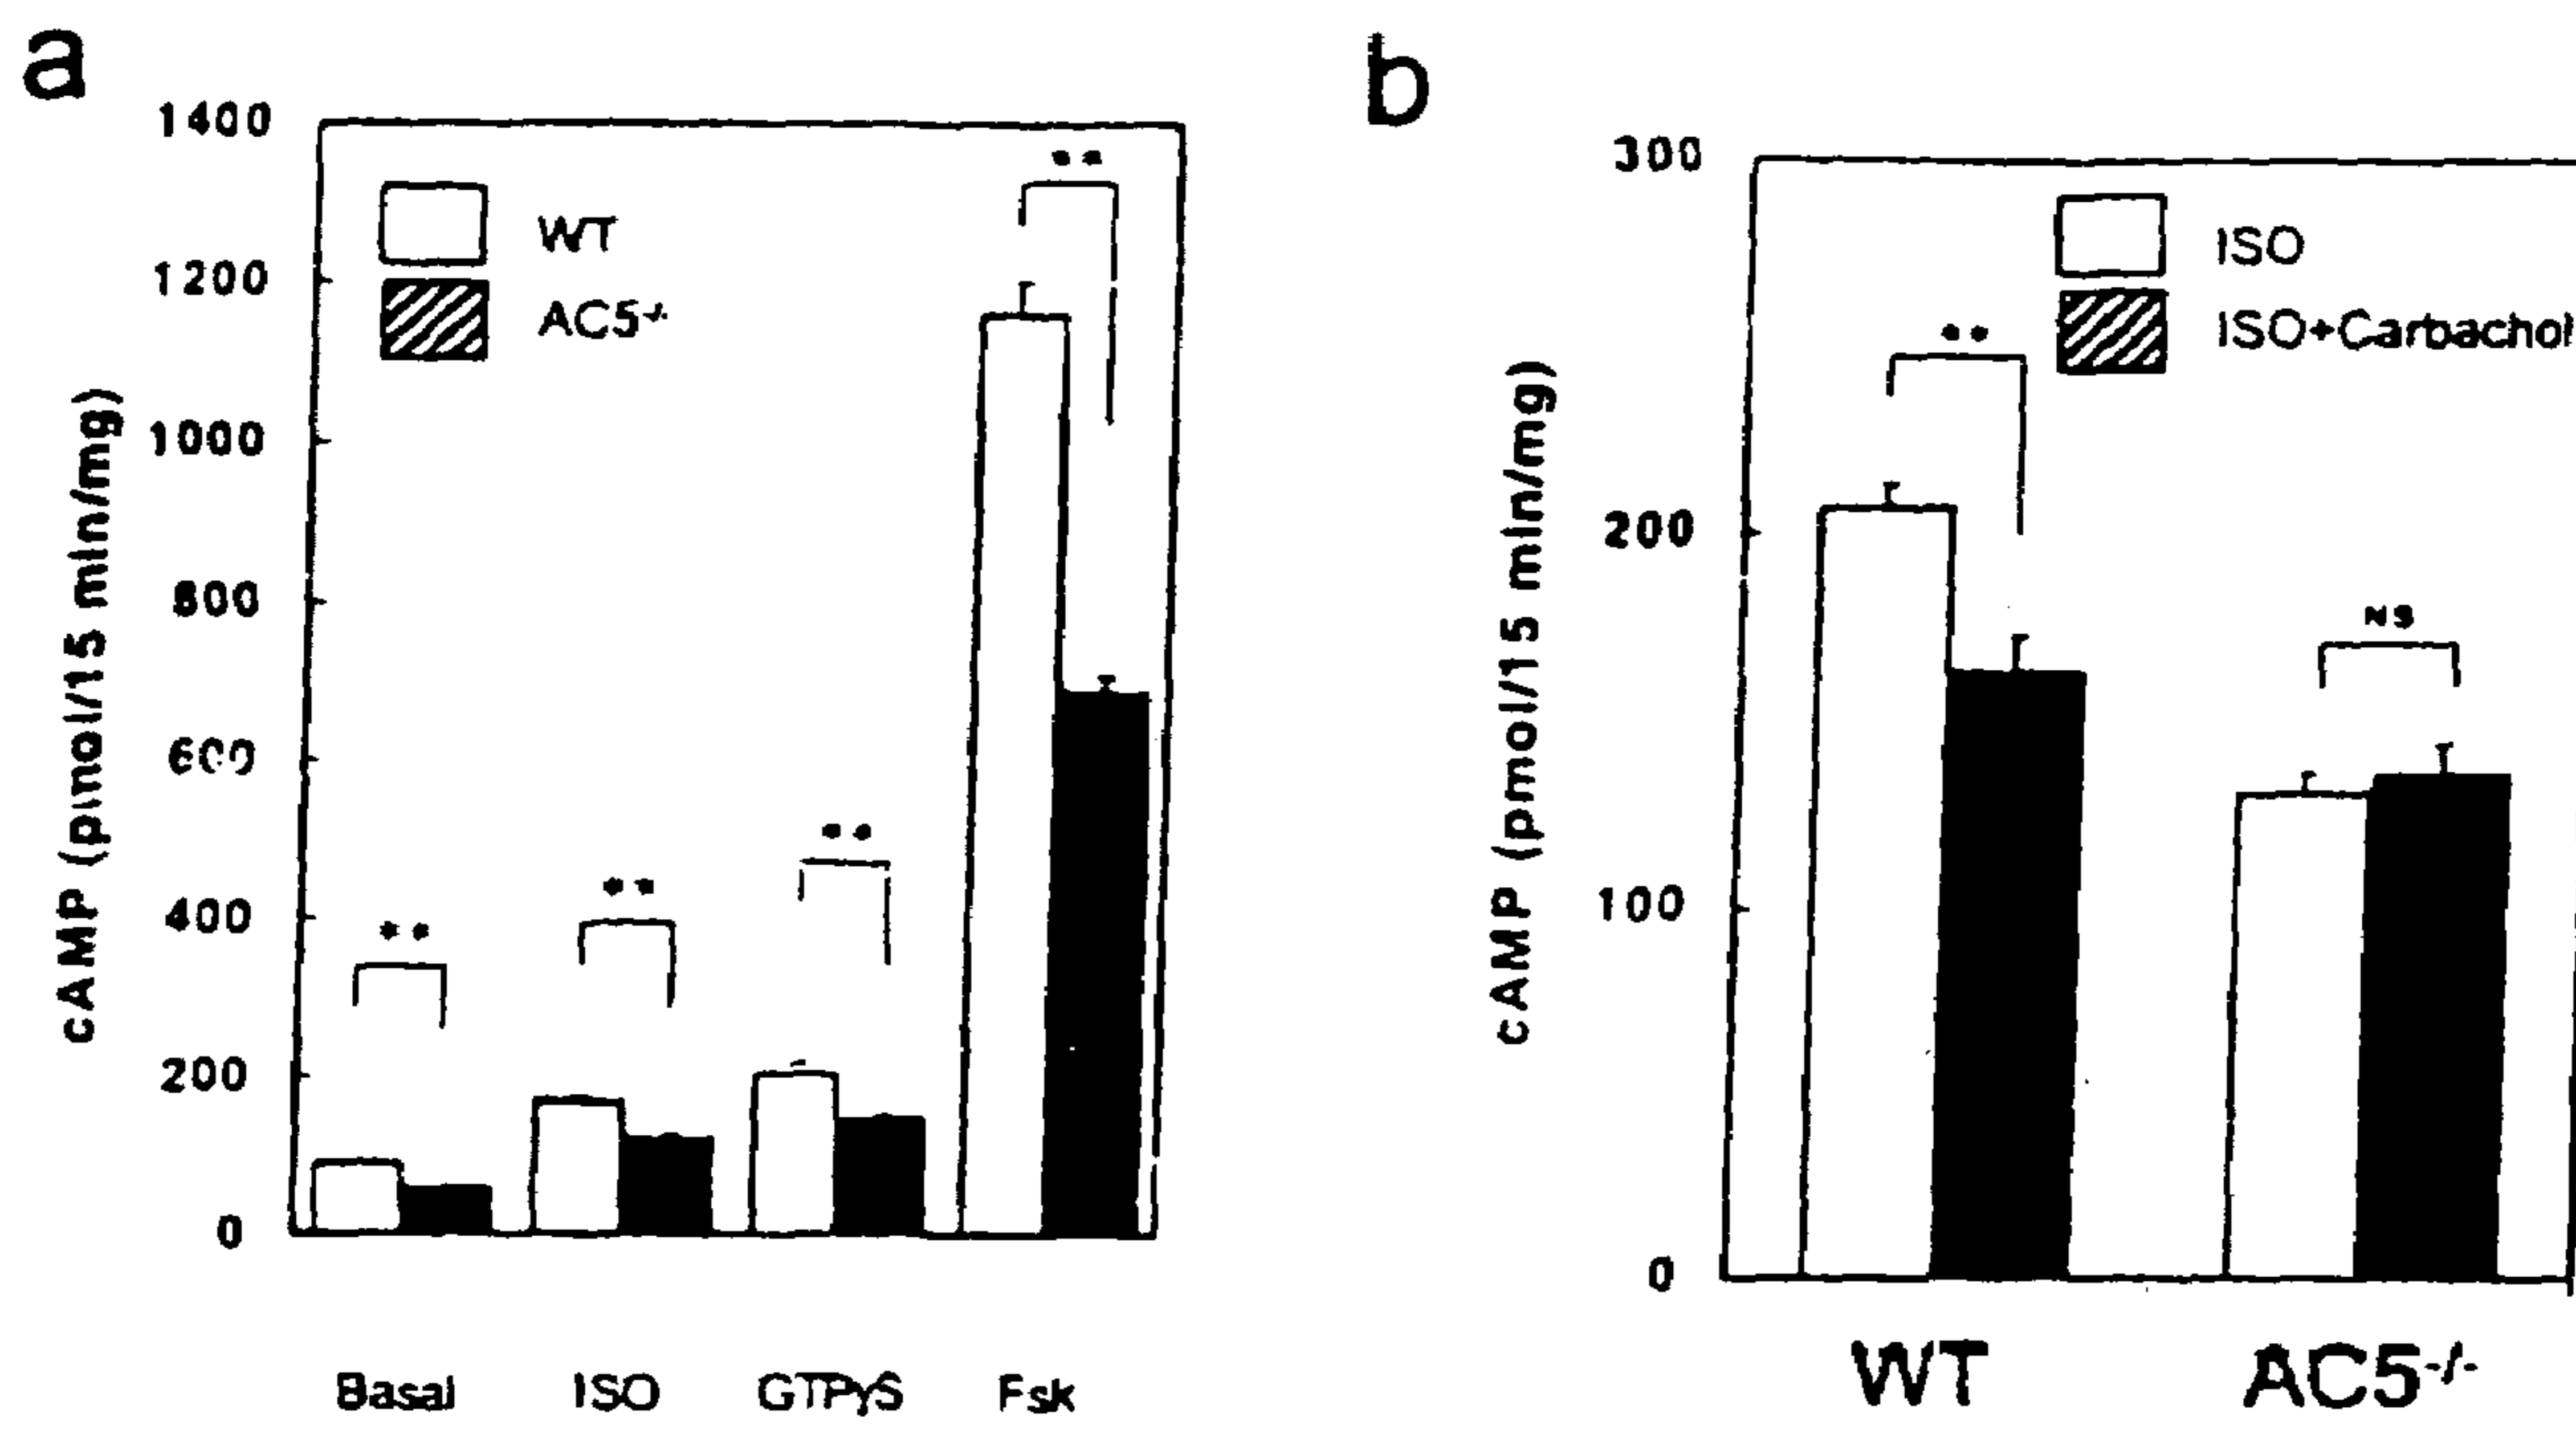 a
1400
1200
1000
800
600
400
200
0
cAMP (pmol/15 min/mg)
WT
AC5-/-
**
**
**
**
Basal ISO GTPγS Fsk
b
300
200
100
0
cAMP (pmol/15 min/mg)
ISO
ISO+Carbachol
**
NS
WT AC5-/-